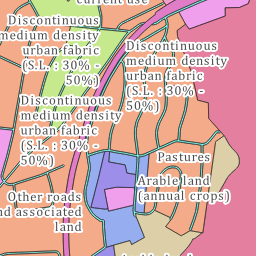 current use
Discontinuous
medium density
urban fabric
(S.L. : 30% -
50%)
Discontinuous
medium density
urban fabric
(S.L. : 30% -
50%)
Discontinuous
medium density
urban fabric
(S.L. : 30% -
50%)
Pastures
Arable land
(annual crops)
Other roads
and associated
land